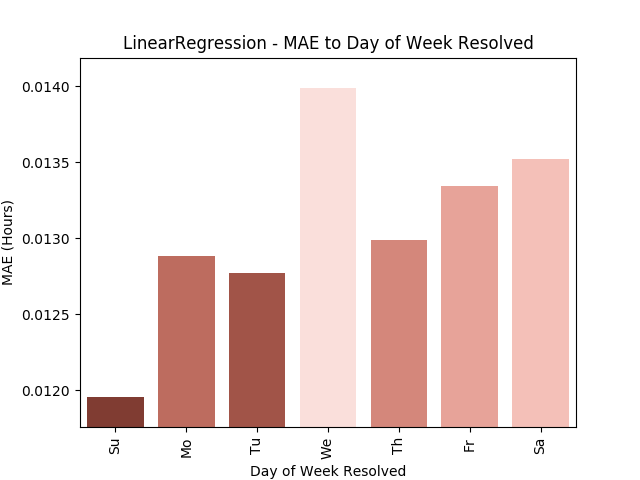 LinearRegression - MAE to Day of Week Resolved
MAE (Hours)
0.0140
0.0135
0.0130
0.0125
0.0120
Su
Mo
Tu
We
Th
Fr
Sa
Day of Week Resolved